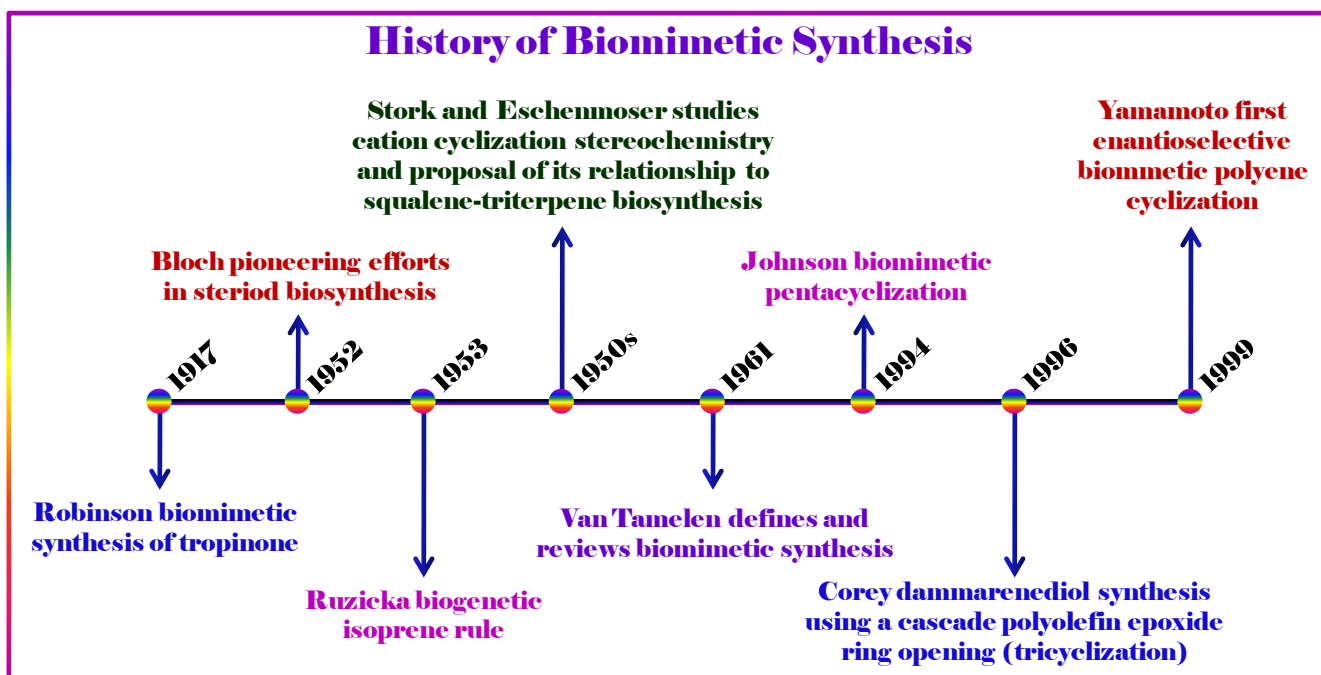 History of Biomimetic Synthesis
Stork and Eschenmoser studies
cation cyclization stereochemistry
and proposal of its relationship to
squalene-triterpene biosynthesis
Yamamoto first
enantioselective
biommetic polyene
cyclization
Bloch pioneering efforts
in steriod biosynthesis
Johnson biomimetic
pentacyclization
1917
1952
1953
1950s
1961
1994
1996
1999
Robinson biomimetic
synthesis of tropinone
Van Tamelen defines and
reviews biomimetic synthesis
Ruzicka biogenetic
isoprene rule
Corey dammarenediol synthesis
using a cascade polyolefin epoxide
ring opening (tricyclization)